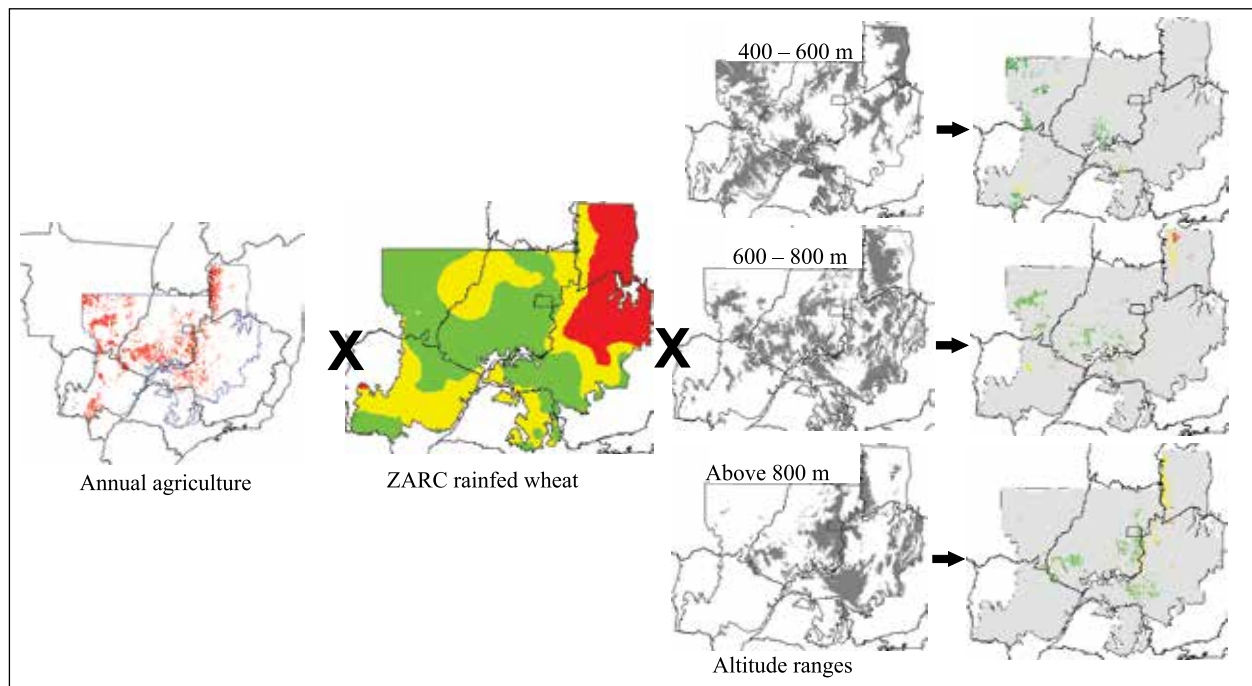 400 – 600 m
600 – 800 m
X
X
Above 800 m
Annual agriculture
ZARC rainfed wheat
Altitude ranges